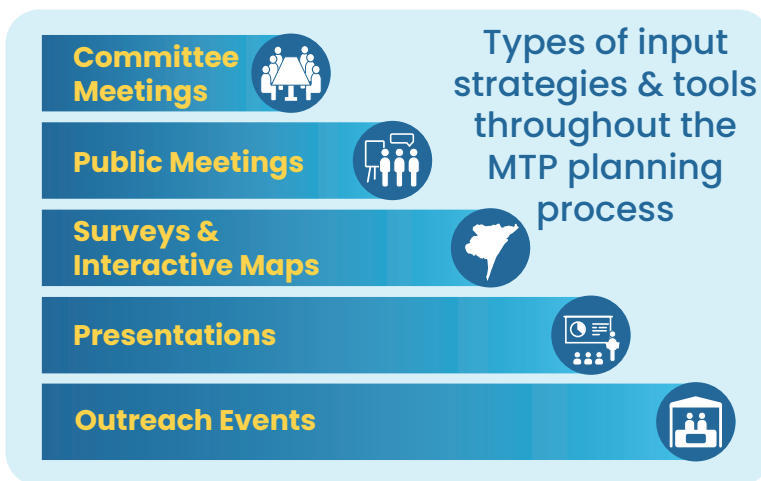 Types of input
strategies & tools
throughout the
MTP planning
process
Committee
Meetings
Public Meetings
Surveys &
Interactive Maps
Presentations
Outreach Events